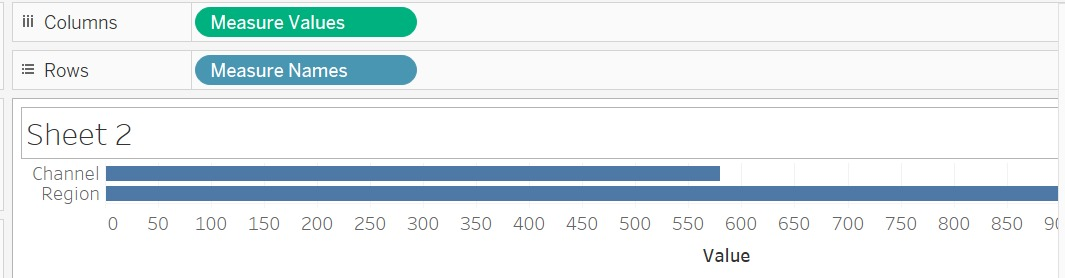 Columns Measure Values
Rows Measure Names
Sheet 2
Channel
Region
0 50 100 150 200 250 300 350 400 450 500 550 600 650 700 750 800 850
Value